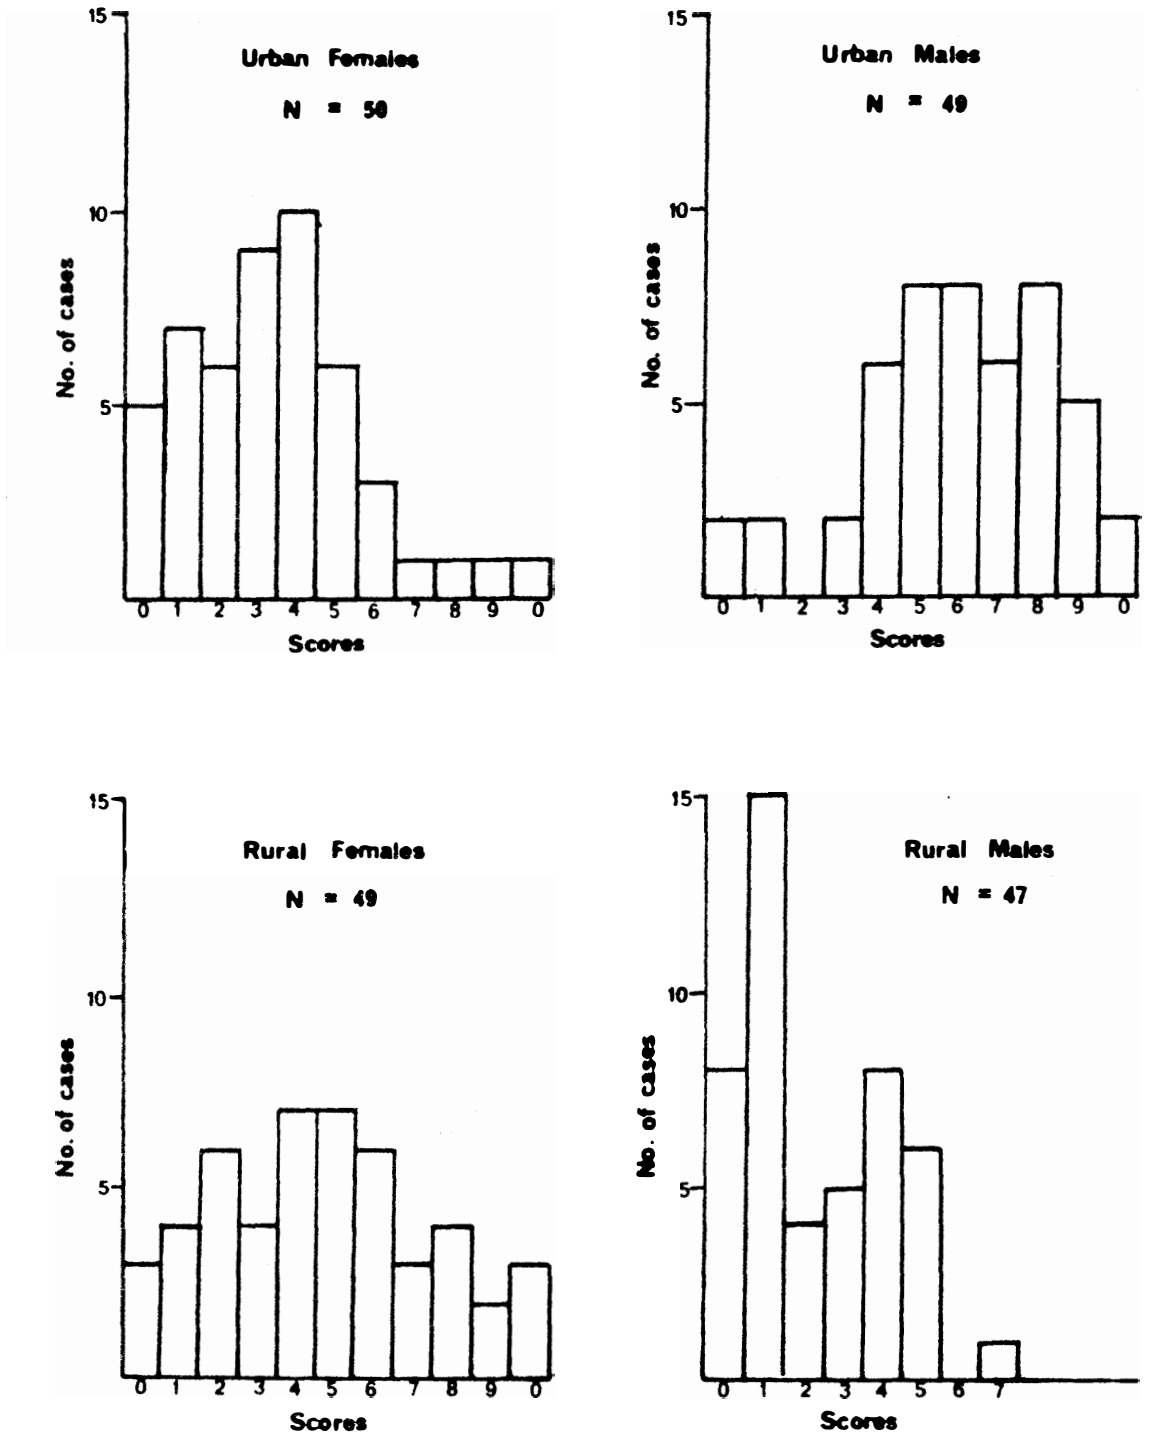 15
Urban Females
N = 50
10
No. of cases
5
0 1 2 3 4 5 6 7 8 9 0
Scores
15
Urban Males
N = 49
10
No. of cases
5
0 1 2 3 4 5 6 7 8 9 0
Scores
15
Rural Females
N = 49
10
No. of cases
5
0 1 2 3 4 5 6 7 8 9 0
Scores
15
Rural Males
N = 47
10
No. of cases
5
0 1 2 3 4 5 6 7
Scores